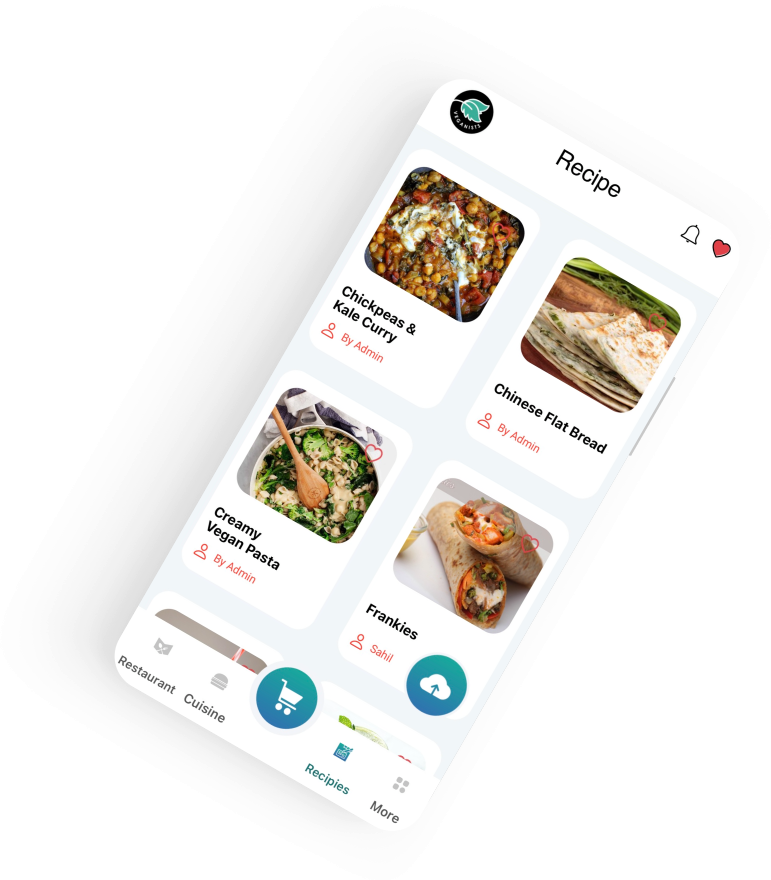 VEGANISTS
Recipe
Chickpeas &
Kale Curry
By Admin
Chinese Flat Bread
By Admin
Creamy
Vegan Pasta
By Admin
Frankies
Sahil
Restaurant
Cuisine
Recipies
More